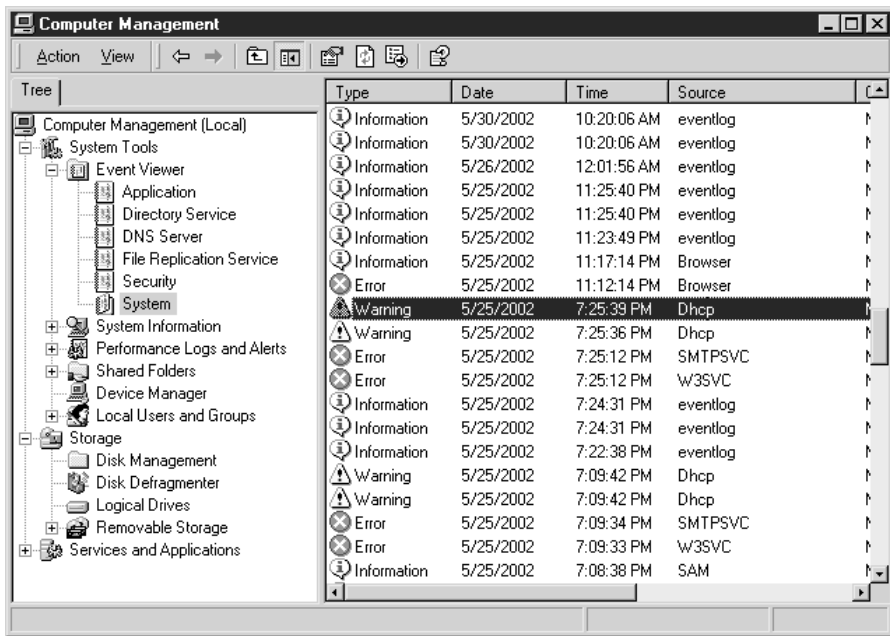 Computer Management
Action View
Tree
Computer Management (Local)
System Tools
Event Viewer
Application
Directory Service
DNS Server
File Replication Service
Security
System
System Information
Performance Logs and Alerts
Shared Folders
Device Manager
Local Users and Groups
Storage
Disk Management
Disk Defragmenter
Logical Drives
Removable Storage
Services and Applications
Type Date Time Source
Information 5/30/2002 10:20:06 AM eventlog
Information 5/30/2002 10:20:06 AM eventlog
Information 5/26/2002 12:01:56 AM eventlog
Information 5/25/2002 11:25:40 PM eventlog
Information 5/25/2002 11:25:40 PM eventlog
Information 5/25/2002 11:23:49 PM eventlog
Information 5/25/2002 11:17:14 PM Browser
Error 5/25/2002 11:12:14 PM Browser
Warning 5/25/2002 7:25:39 PM Dhcp
Warning 5/25/2002 7:25:36 PM Dhcp
Error 5/25/2002 7:25:12 PM SMTPSVC
Error 5/25/2002 7:25:12 PM W3SVC
Information 5/25/2002 7:24:31 PM eventlog
Information 5/25/2002 7:24:31 PM eventlog
Information 5/25/2002 7:22:38 PM eventlog
Warning 5/25/2002 7:09:42 PM Dhcp
Warning 5/25/2002 7:09:42 PM Dhcp
Error 5/25/2002 7:09:34 PM SMTPSVC
Error 5/25/2002 7:09:33 PM W3SVC
Information 5/25/2002 7:08:38 PM SAM